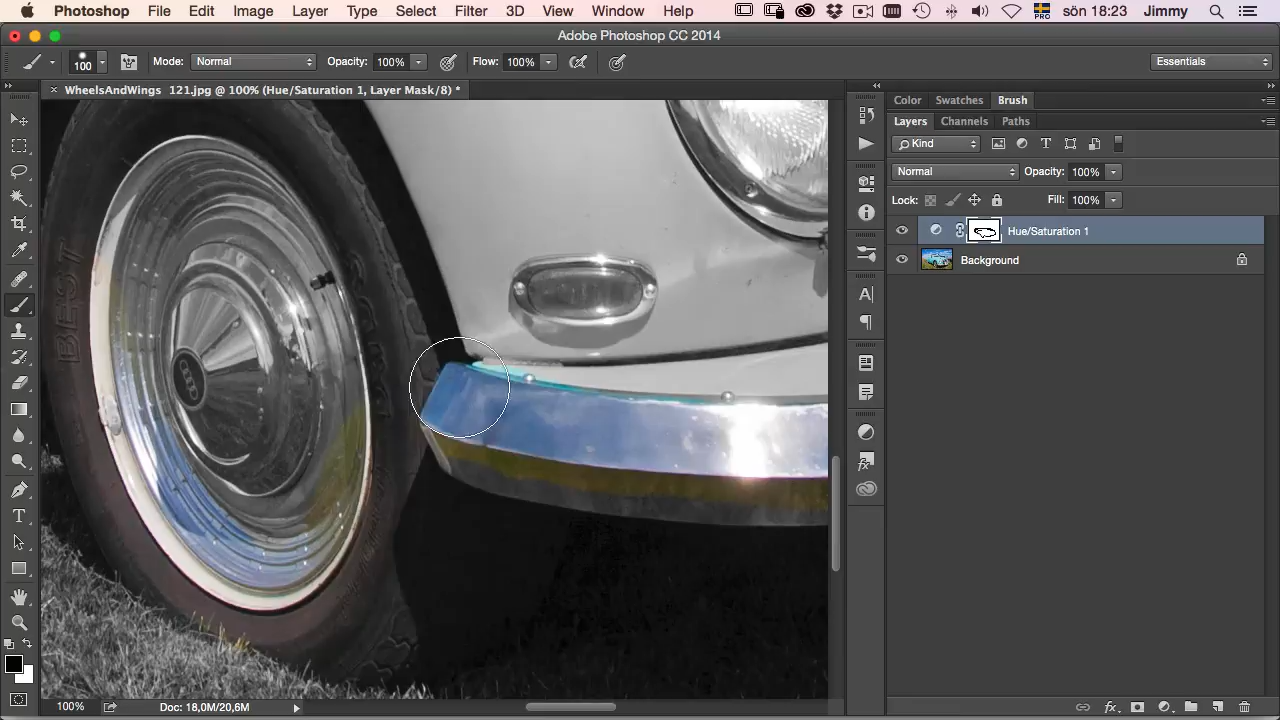 Photoshop File Edit Image Layer Type Select Filter 3D View Window Help PRO sön 18:23 Jimmy
Adobe Photoshop CC 2014
100 Mode: Normal Opacity: 100% Flow: 100% Essentials
WheelsAndWings 121.jpg @ 100% (Hue/Saturation 1, Layer Mask/8) *
Color Swatches Brush
Layers Channels Paths
Kind
Normal Opacity: 100%
Lock: Fill: 100%
Hue/Saturation 1
Background
BEST
100% Doc: 18,0M/20,6M